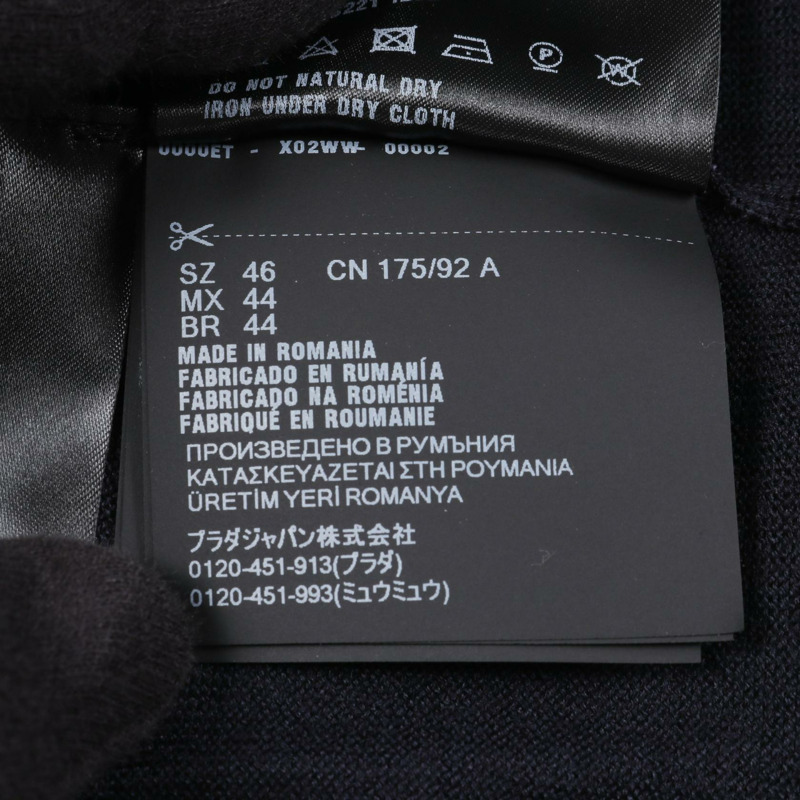 DO NOT NATURAL DRY
IRON UNDER DRY CLOTH
0000ET - X02WW- 00002
SZ 46 CN 175/92 A
MX 44
BR 44
MADE IN ROMANIA
FABRICADO EN RUMANÍA
FABRICADO NA ROMÉNIA
FABRIQUÉ EN ROUMANIE
ПРОИЗВЕДЕНО В РУМЪНИЯ
ΚΑΤΑΣΚΕΥΑΖΕΤΑΙ ΣΤΗ ΡΟΥΜΑΝΙΑ
ÜRETİM YERİ ROMANYA
プラダジャパン株式会社
0120-451-913(プラダ)
0120-451-993(ミュウミュウ)